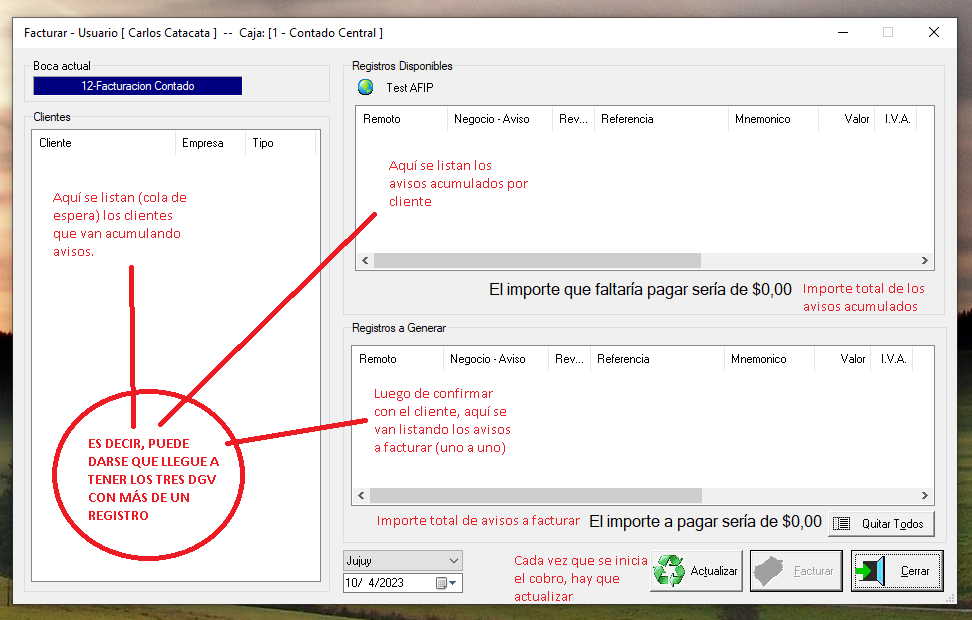 Facturar - Usuario [ Carlos Catacata ] -- Caja: [1 - Contado Central ]
Boca actual
12-Facturacion Contado
Clientes
Cliente Empresa Tipo
Aquí se listan (cola de
espera) los clientes
que van acumulando
avisos.
ES DECIR, PUEDE
DARSE QUE LLEGUE A
TENER LOS TRES DGV
CON MÁS DE UN
REGISTRO
Registros Disponibles
Test AFIP
Remoto Negocio - Aviso Rev... Referencia Mnemonico Valor I.V.A.
Aquí se listan los
avisos acumulados por
cliente
El importe que faltaría pagar sería de $0,00
Importe total de los
avisos acumulados
Registros a Generar
Remoto Negocio - Aviso Rev... Referencia Mnemonico Valor I.V.A.
Luego de confirmar
con el cliente, aquí se
van listando los avisos
a facturar (uno a uno)
Importe total de avisos a facturar
El importe a pagar sería de $0,00
Quitar Todos
Jujuy
10/ 4/2023
Cada vez que se inicia
el cobro, hay que
actualizar
Actualizar
Facturar
Cerrar